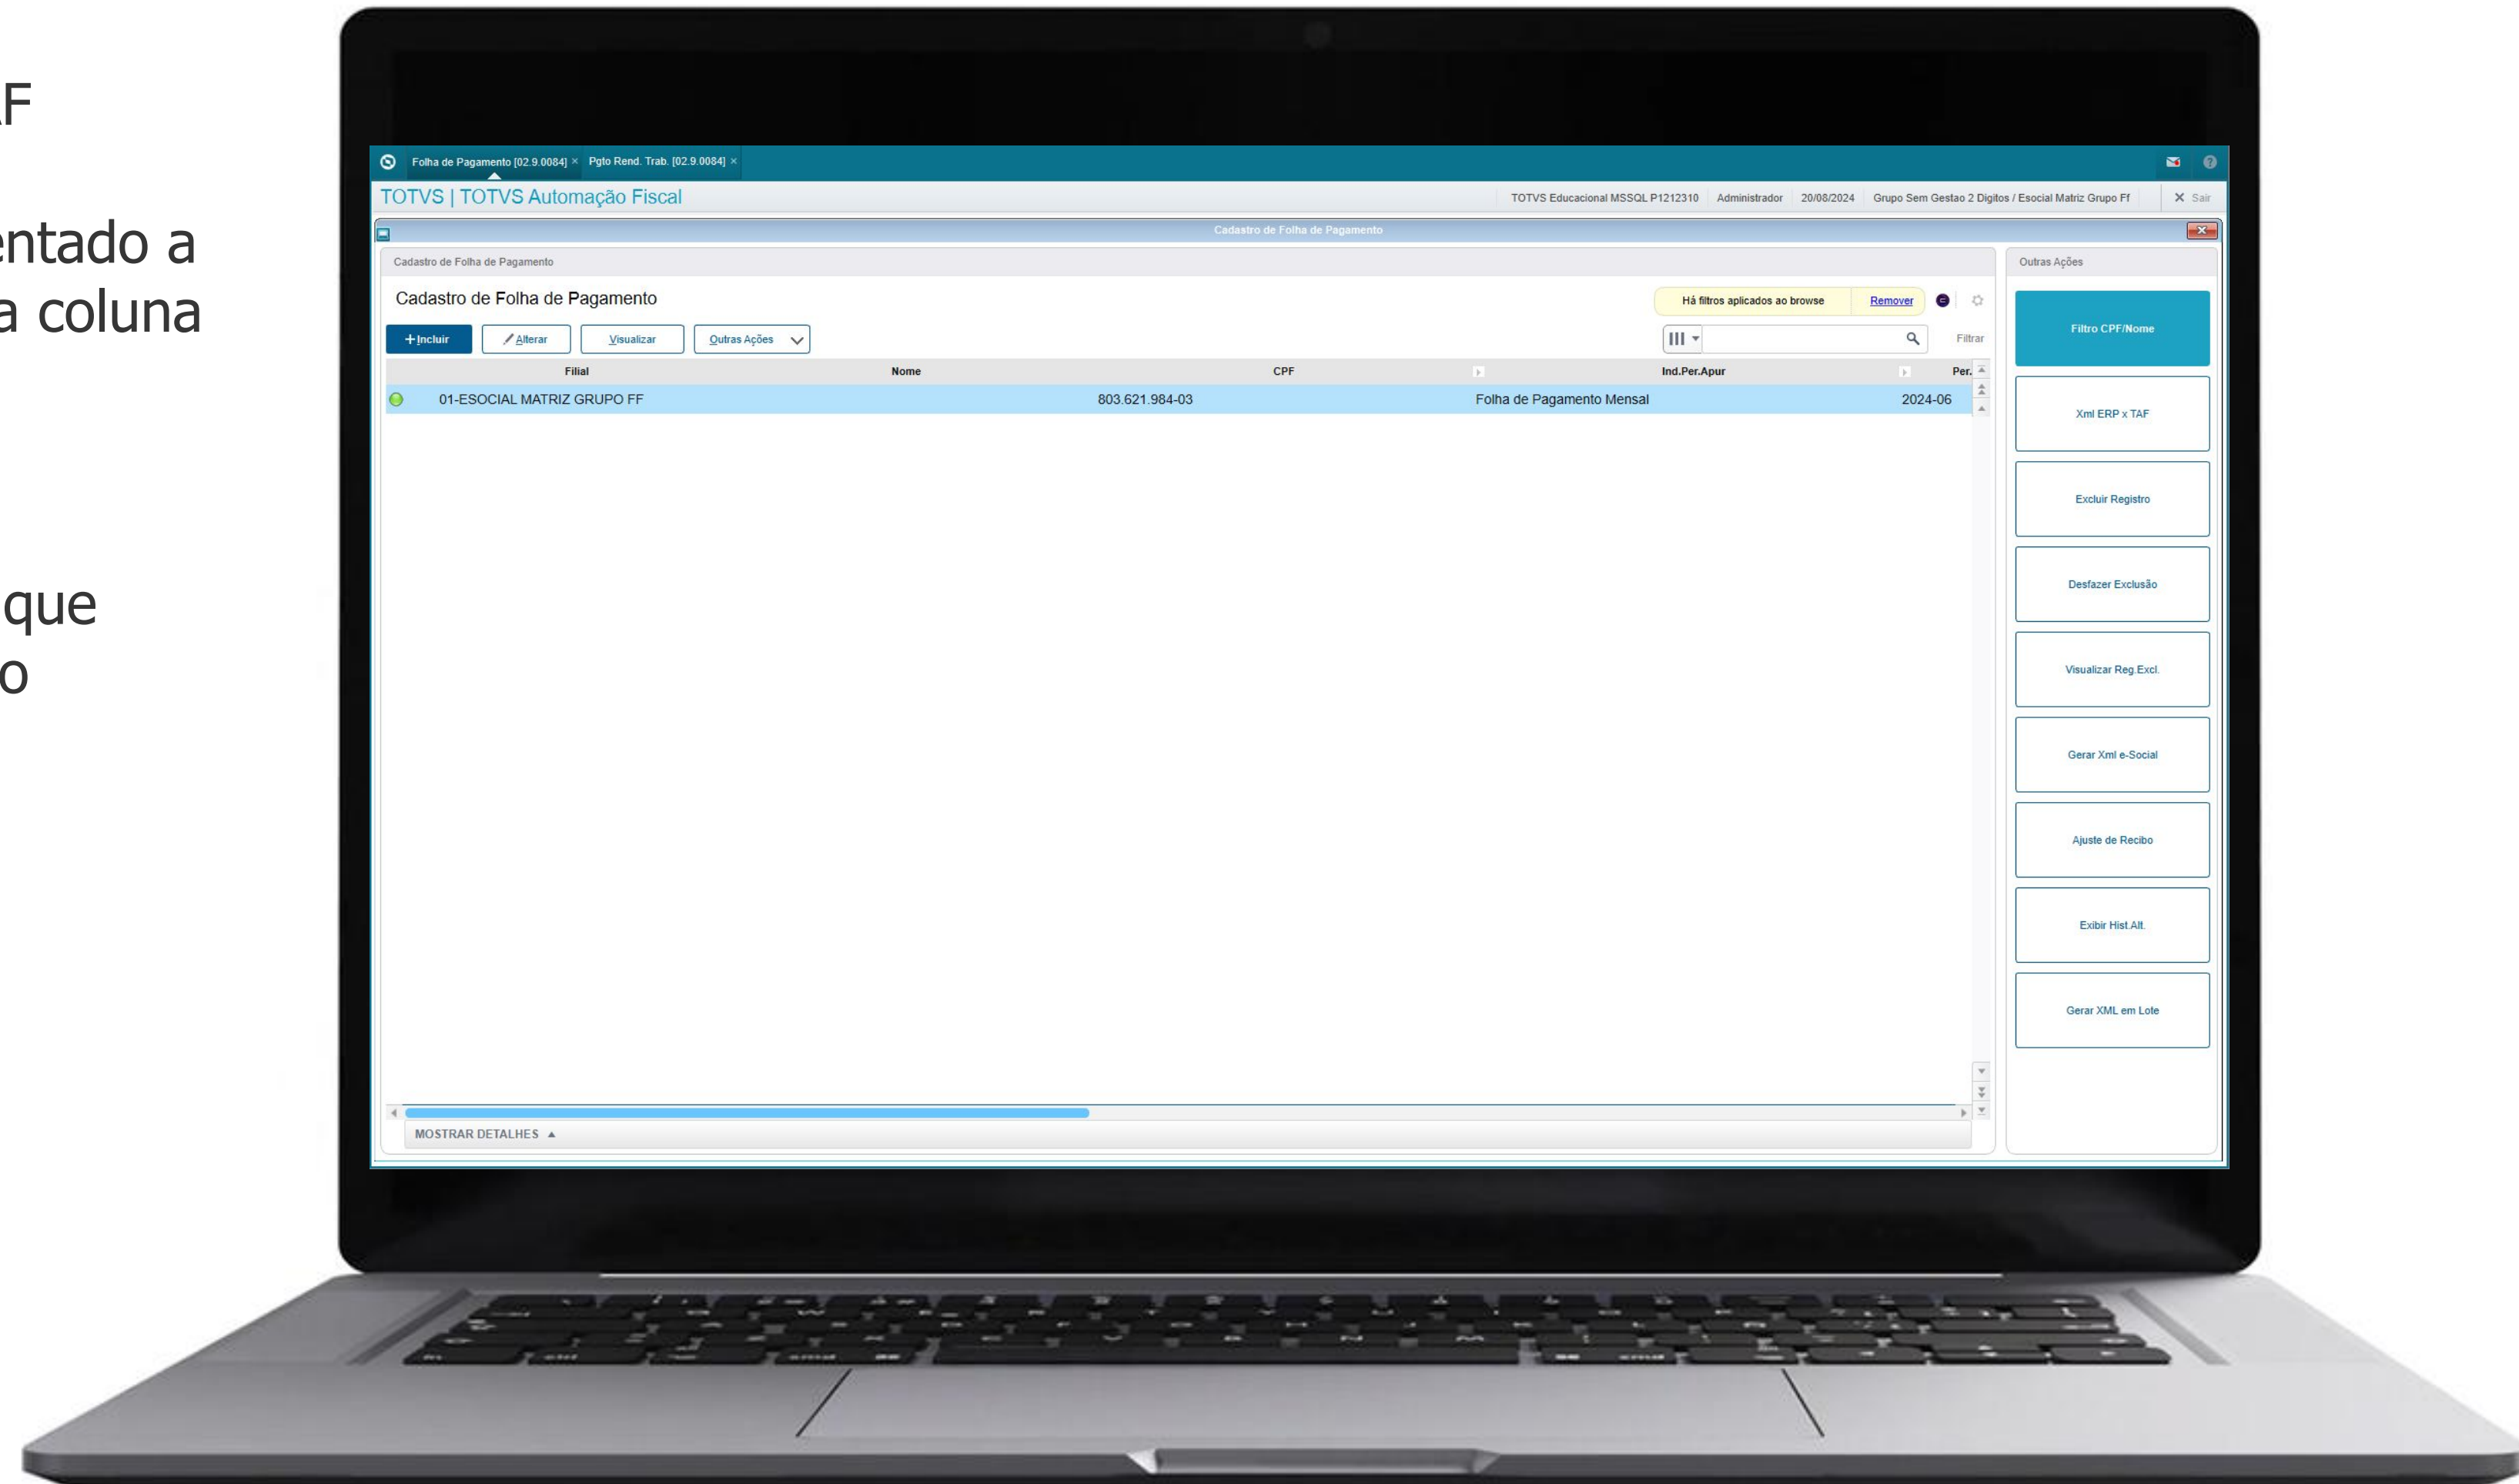 AF
entado a
a coluna
que
o
Folha de Pagamento [02.9.0084] × Pgto Rend. Trab. [02.9.0084] ×
TOTVS | TOTVS Automação Fiscal
TOTVS Educacional MSSQL P1212310 Administrador 20/08/2024 Grupo Sem Gestao 2 Digitos / Esocial Matriz Grupo Ff × Sair
Cadastro de Folha de Pagamento
Cadastro de Folha de Pagamento
Outras Ações
Cadastro de Folha de Pagamento
Há filtros aplicados ao browse Remover
+Incluir Alterar Visualizar Outras Ações
Filtrar
Filial Nome CPF Ind.Per.Apur Per.
01-ESOCIAL MATRIZ GRUPO FF 803.621.984-03 Folha de Pagamento Mensal 2024-06
Filtro CPF/Nome
Xml ERP x TAF
Excluir Registro
Desfazer Exclusão
Visualizar Reg.Excl.
Gerar Xml e-Social
Ajuste de Recibo
Exibir Hist.Alt.
Gerar XML em Lote
MOSTRAR DETALHES